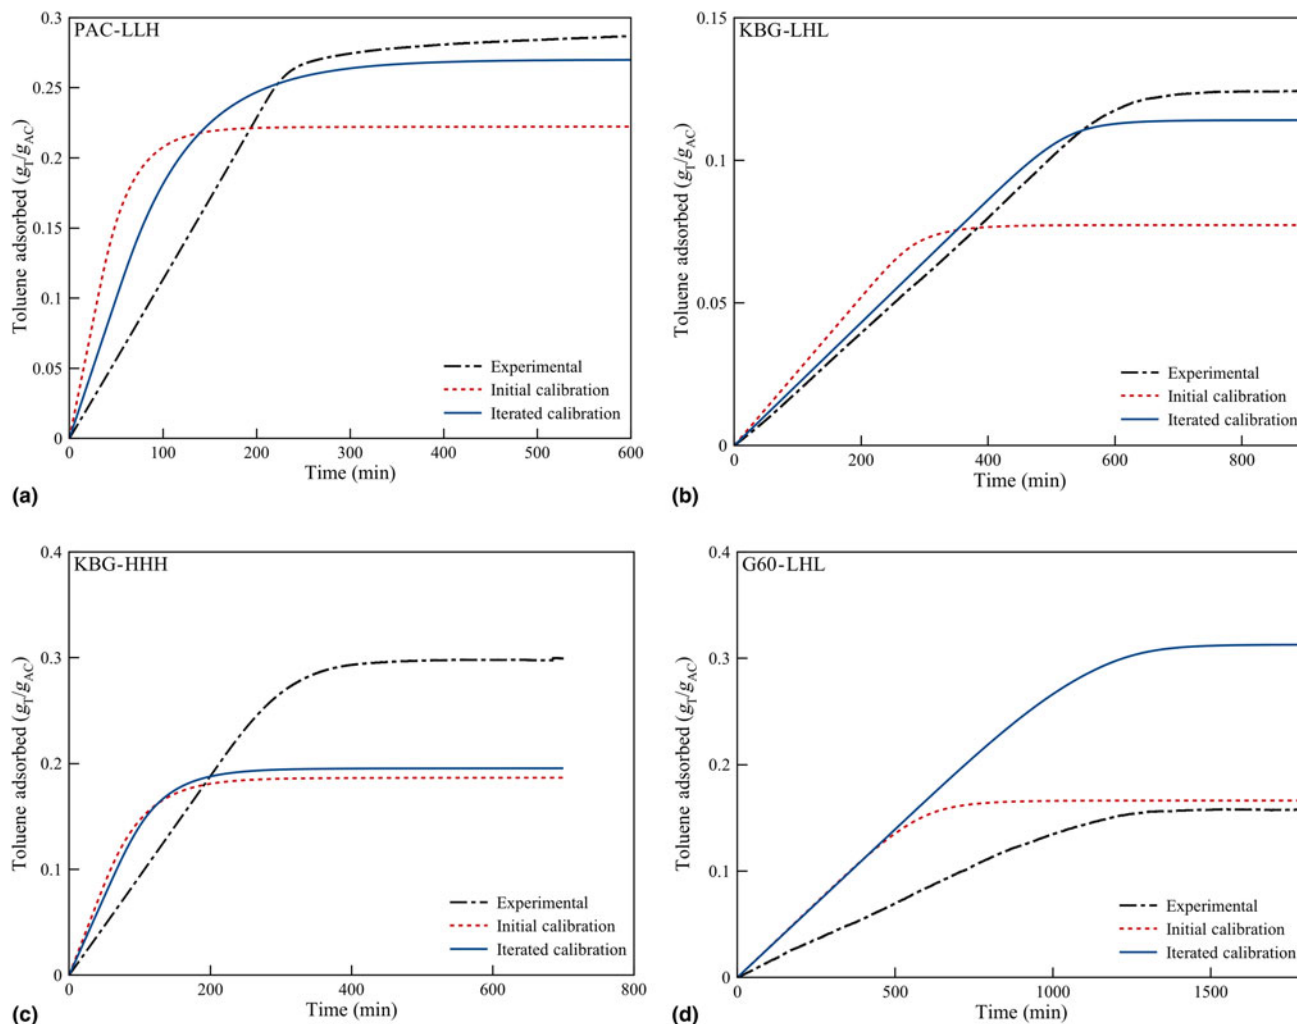 PAC-LLH
0.3
0.25
0.2
0.15
0.1
0.05
0
Toluene adsorbed (gT/gAC)
Experimental
Initial calibration
Iterated calibration
0 100 200 300 400 500 600
Time (min)
(a)
KBG-LHL
0.15
0.1
0.05
0
Toluene adsorbed (gT/gAC)
Experimental
Initial calibration
Iterated calibration
0 200 400 600 800
Time (min)
(b)
KBG-HHH
0.4
0.3
0.2
0.1
0
Toluene adsorbed (gT/gAC)
Experimental
Initial calibration
Iterated calibration
0 200 400 600 800
Time (min)
(c)
G60-LHL
0.4
0.3
0.2
0.1
0
Toluene adsorbed (gT/gAC)
Experimental
Initial calibration
Iterated calibration
0 500 1000 1500
Time (min)
(d)